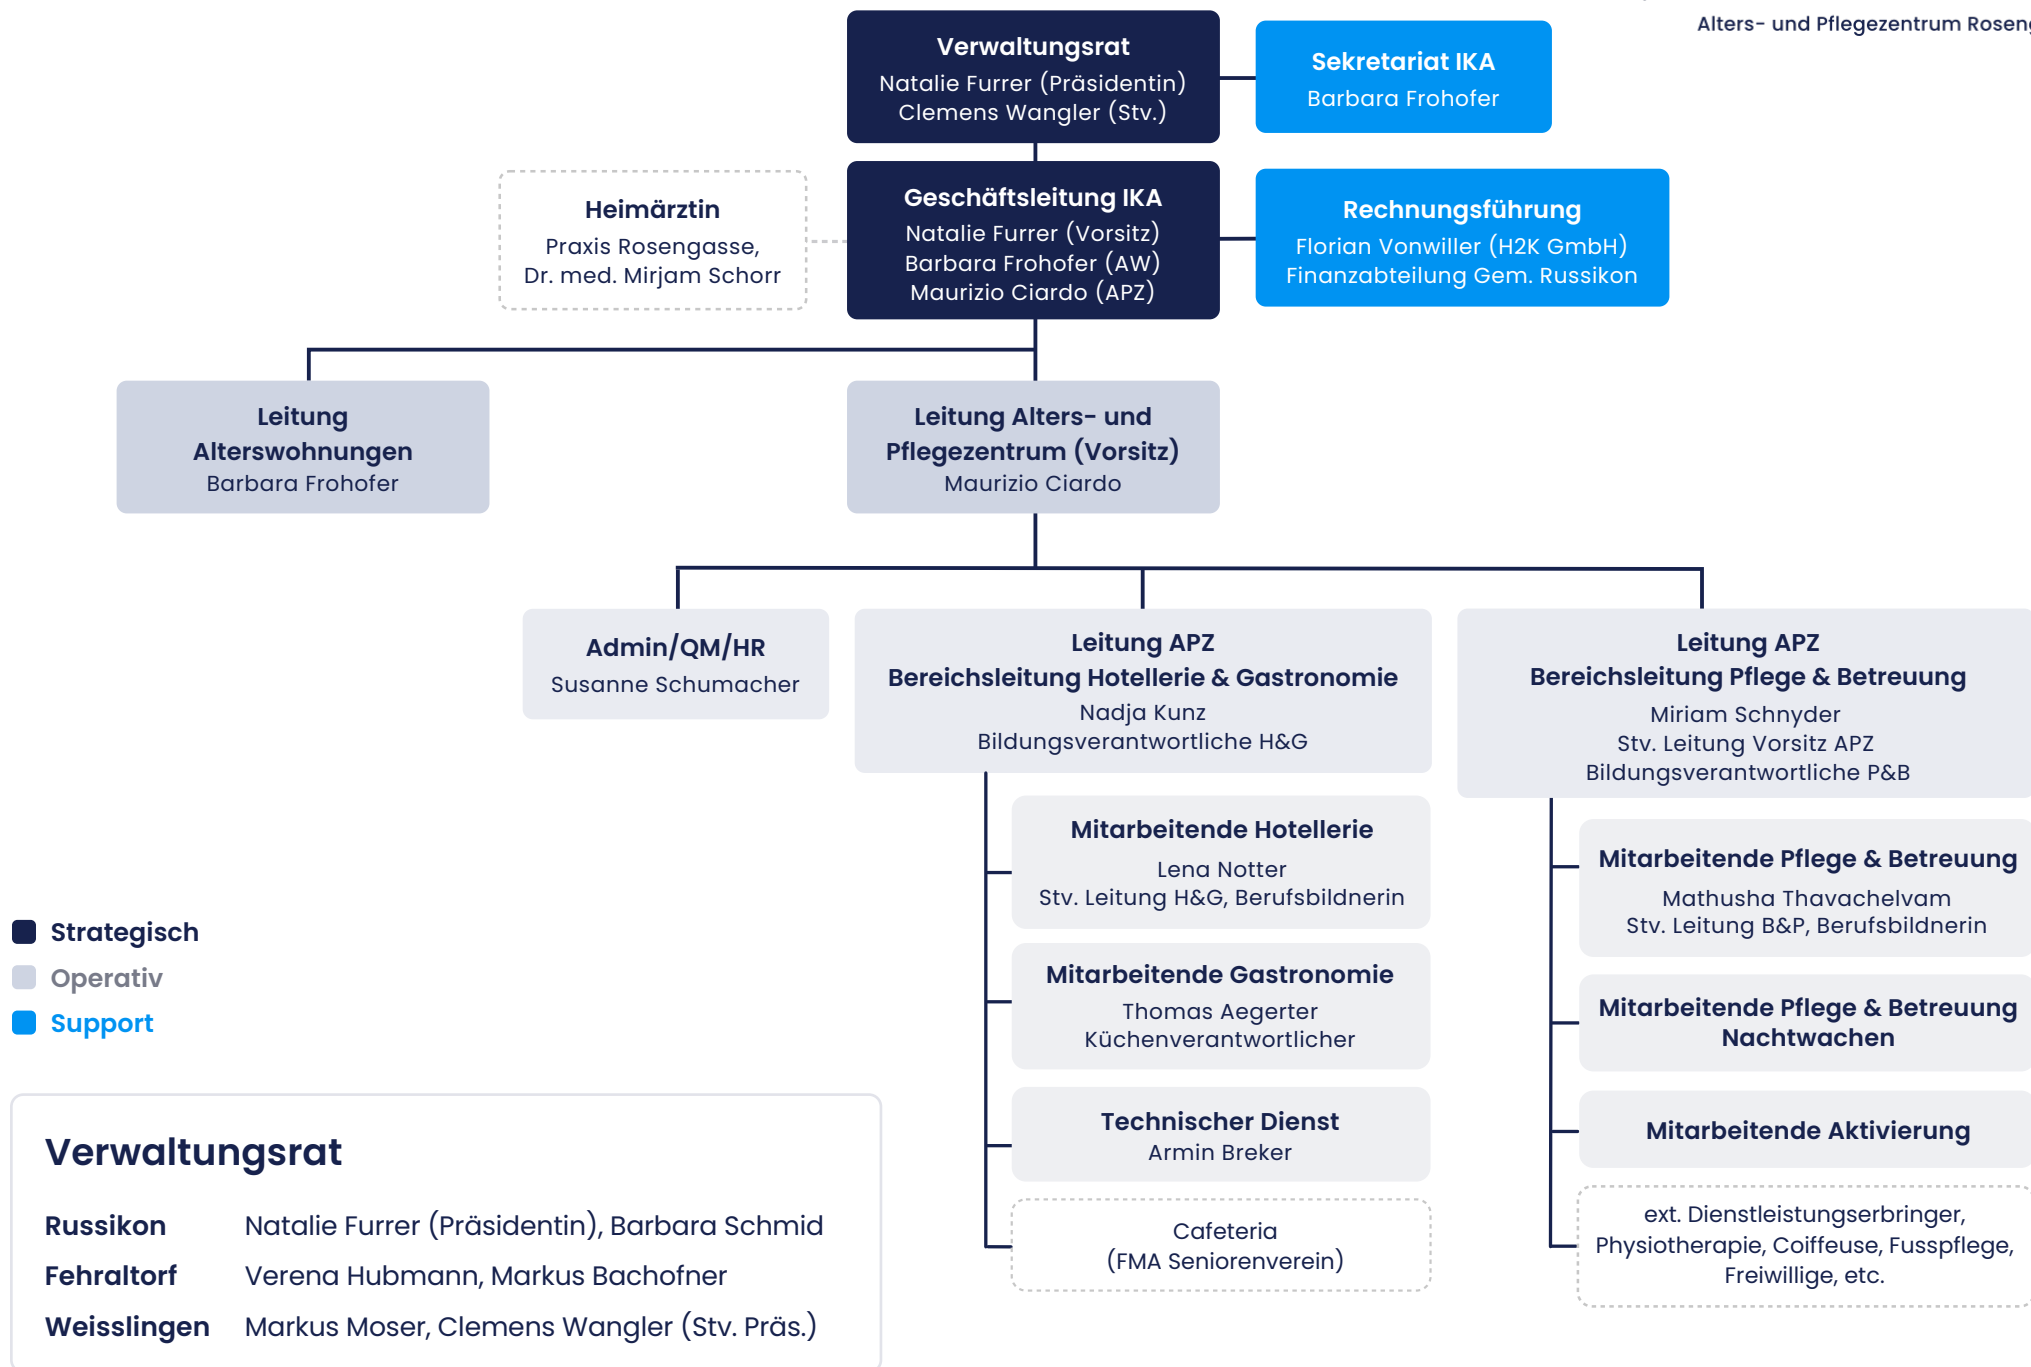 Alters- und Pflegezentrum
Verwaltungsrat
Natalie Furrer (Präsidentin)
Clemens Wangler (Stv.)
Sekretariat IKA
Barbara Frohofer
Heimärztin
Praxis Rosengasse,
Dr. med. Mirjam Schorr
Geschäftsleitung IKA
Natalie Furrer (Vorsitz)
Barbara Frohofer (AW)
Maurizio Ciardo (APZ)
Rechnungsführung
Florian Vonwiller (H2K GmbH)
Finanzabteilung Gem. Russikon
Leitung
Alterswohnungen
Barbara Frohofer
Leitung Alters- und
Pflegezentrum (Vorsitz)
Maurizio Ciardo
Admin/QM/HR
Susanne Schumacher
Leitung APZ
Bereichsleitung Hotellerie & Gastronomie
Nadja Kunz
Bildungsverantwortliche H&G
Leitung APZ
Bereichsleitung Pflege & Betreuung
Miriam Schnyder
Stv. Leitung Vorsitz APZ
Bildungsverantwortliche P&B
Mitarbeitende Hotellerie
Lena Notter
Stv. Leitung H&G, Berufsbildnerin
Mitarbeitende Gastronomie
Thomas Aegerter
Küchenverantwortlicher
Technischer Dienst
Armin Breker
Cafeteria
(FMA Seniorenverein)
Mitarbeitende Pflege & Betreuung
Mathusha Thavachelvam
Stv. Leitung B&P, Berufsbildnerin
Mitarbeitende Pflege & Betreuung
Nachtwachen
Mitarbeitende Aktivierung
ext. Dienstleistungserbringer,
Physiotherapie, Coiffeuse, Fusspflege,
Freiwillige, etc.
Strategisch
Operativ
Support
Verwaltungsrat
Russikon Natalie Furrer (Präsidentin), Barbara Schmid
Fehraltorf Verena Hubmann, Markus Bachofner
Weisslingen Markus Moser, Clemens Wangler (Stv. Präs.)